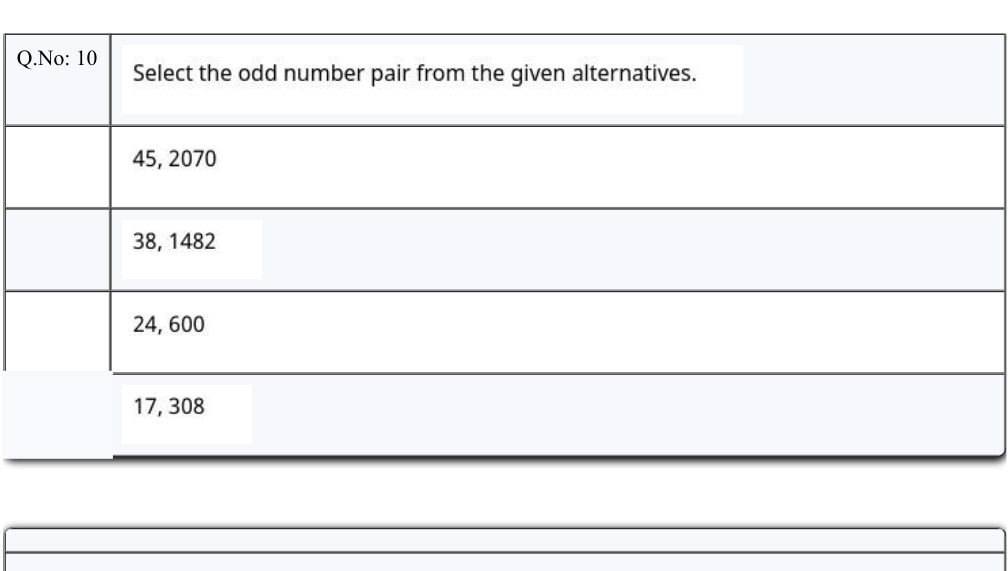 Q.No: 10
Select the odd number pair from the given alternatives.
45, 2070
38, 1482
24, 600
17, 308